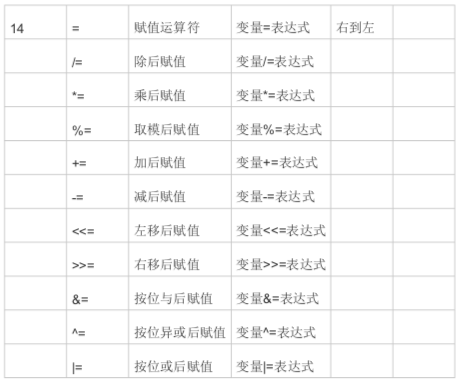 14 = 赋值运算符 变量=表达式 右到左
/= 除后赋值 变量/=表达式
*= 乘后赋值 变量*=表达式
%= 取模后赋值 变量%=表达式
+= 加后赋值 变量+=表达式
-= 减后赋值 变量-=表达式
<<= 左移后赋值 变量<<=表达式
>>= 右移后赋值 变量>>=表达式
&= 按位与后赋值 变量&=表达式
^= 按位异或后赋值 变量^=表达式
|= 按位或后赋值 变量|=表达式